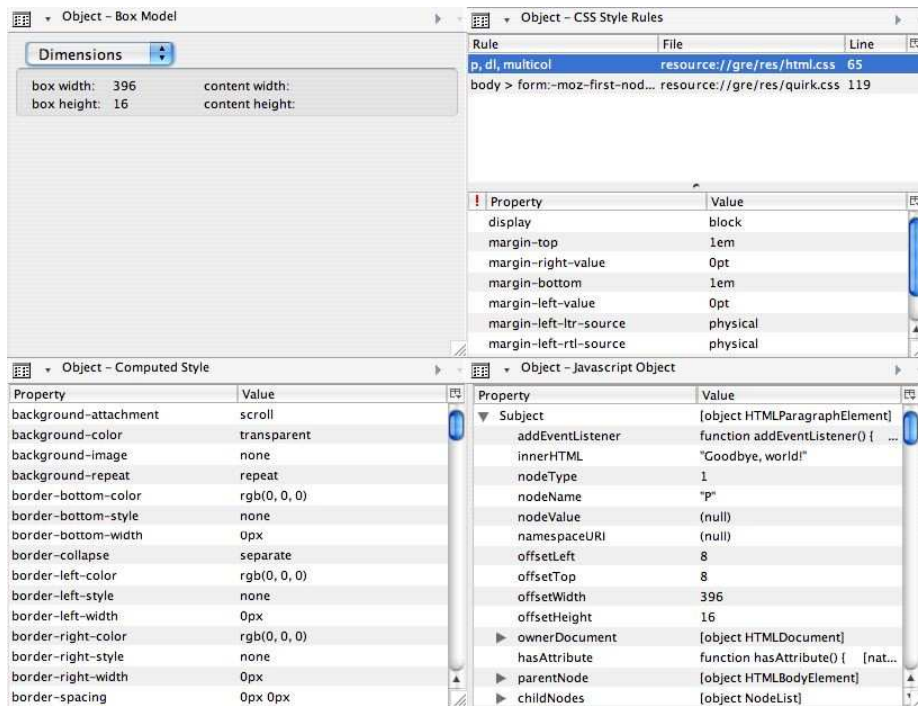 Object – Box Model
Dimensions
box width: 396 content width:
box height: 16 content height:
Object – CSS Style Rules
Rule File Line
p, dl, multicol resource://gre/res/html.css 65
body > form:-moz-first-nod... resource://gre/res/quirk.css 119
! Property Value
display block
margin-top 1em
margin-right-value 0pt
margin-bottom 1em
margin-left-value 0pt
margin-left-ltr-source physical
margin-left-rtl-source physical
Object – Computed Style
Property Value
background-attachment scroll
background-color transparent
background-image none
background-repeat repeat
border-bottom-color rgb(0, 0, 0)
border-bottom-style none
border-bottom-width 0px
border-collapse separate
border-left-color rgb(0, 0, 0)
border-left-style none
border-left-width 0px
border-right-color rgb(0, 0, 0)
border-right-style none
border-right-width 0px
border-spacing 0px 0px
Object – Javascript Object
Property Value
Subject [object HTMLParagraphElement]
addEventListener function addEventListener() { ...
innerHTML "Goodbye, world!"
nodeType 1
nodeName "P"
nodeValue (null)
namespaceURI (null)
offsetLeft 8
offsetTop 8
offsetWidth 396
offsetHeight 16
ownerDocument [object HTMLDocument]
hasAttribute function hasAttribute() { [nat...
parentNode [object HTMLBodyElement]
childNodes [object NodeList]